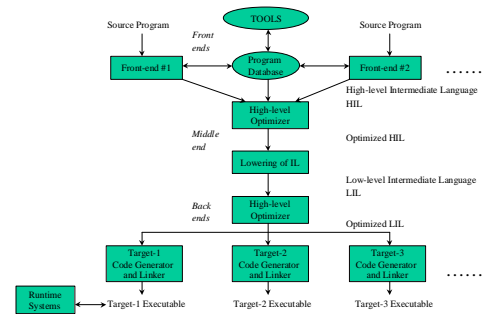 Source Program
TOOLS
Source Program
Front
ends
Front-end #1
Program
Database
Front-end #2
......
High-level Intermediate Language
HIL
High-level
Optimizer
Middle
end
Optimized HIL
Lowering of IL
Low-level Intermediate Language
LIL
Back
ends
High-level
Optimizer
Optimized LIL
Target-1
Code Generator
and Linker
Target-2
Code Generator
and Linker
Target-3
Code Generator
and Linker
......
Runtime
Systems
Target-1 Executable
Target-2 Executable
Target-3 Executable